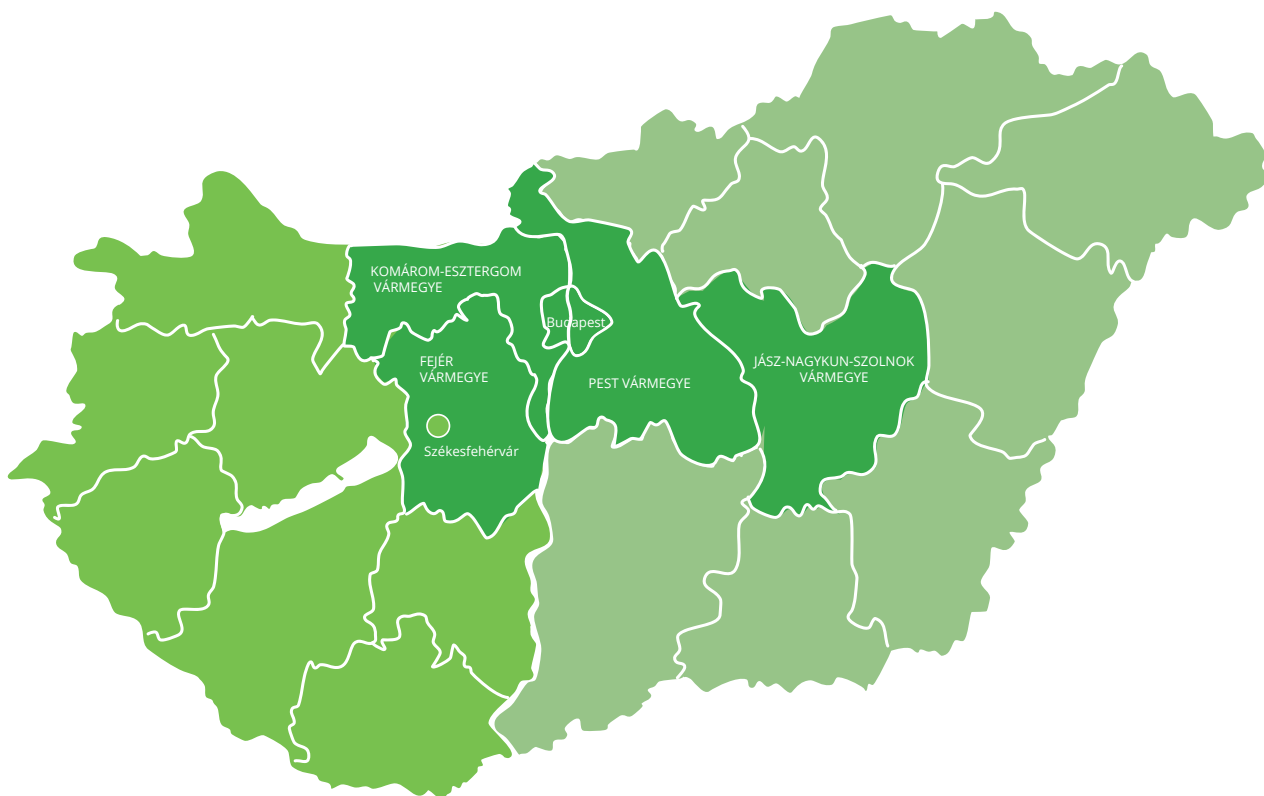 KOMÁROM-ESZTERGOM
VÁRMEGYE
Budapest
FEJÉR
VÁRMEGYE
PEST VÁRMEGYE
JÁSZ-NAGYKUN-SZOLNOK
VÁRMEGYE
Székesfehérvár